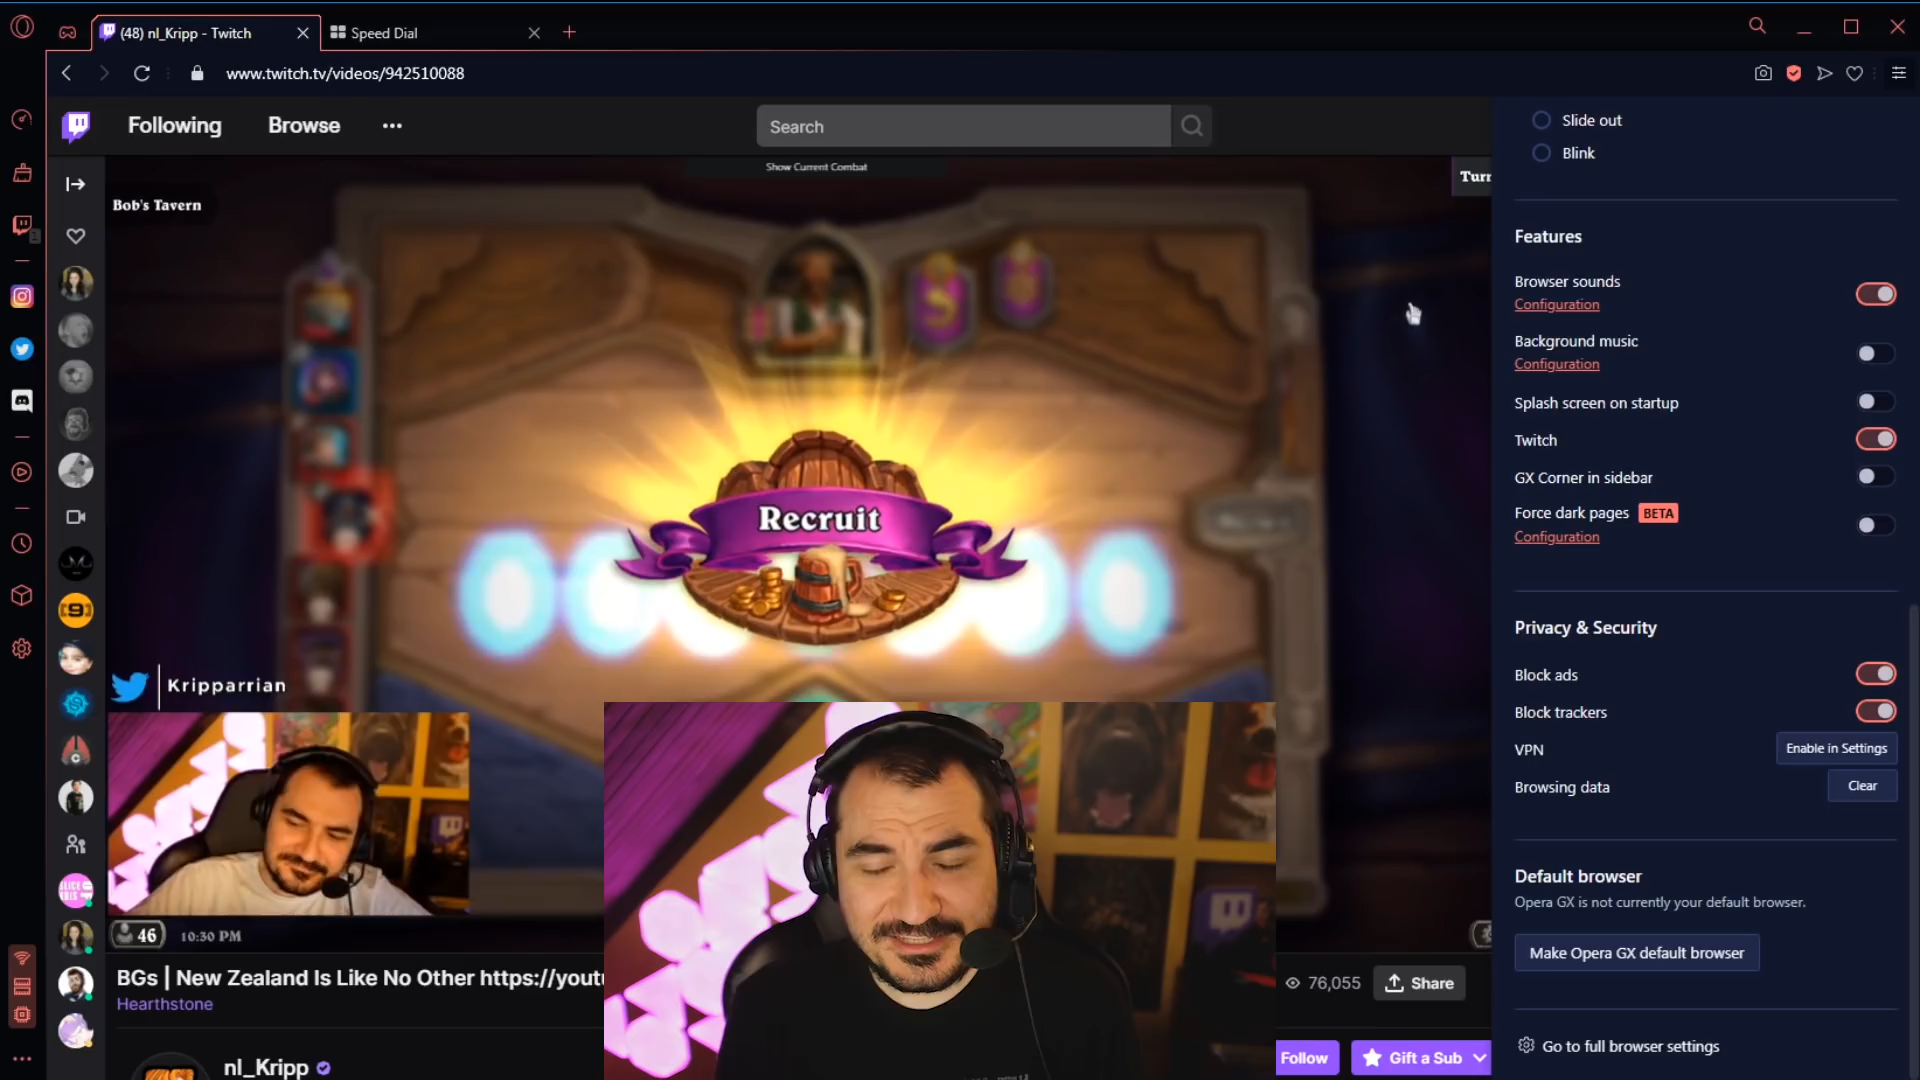 (48) nl_Kripp - Twitch
Speed Dial
www.twitch.tv/videos/942510088
Following
Browse
Search
Show Current Combat
Bob's Tavern
Turn
Recruit
Kripparrian
46
10:30 PM
BGs | New Zealand Is Like No Other https://yout
Hearthstone
nl_Kripp
76,055
Share
Follow
Gift a Sub
Slide out
Blink
Features
Browser sounds
Configuration
Background music
Configuration
Splash screen on startup
Twitch
GX Corner in sidebar
Force dark pages BETA
Configuration
Privacy & Security
Block ads
Block trackers
VPN
Enable in Settings
Browsing data
Clear
Default browser
Opera GX is not currently your default browser.
Make Opera GX default browser
Go to full browser settings